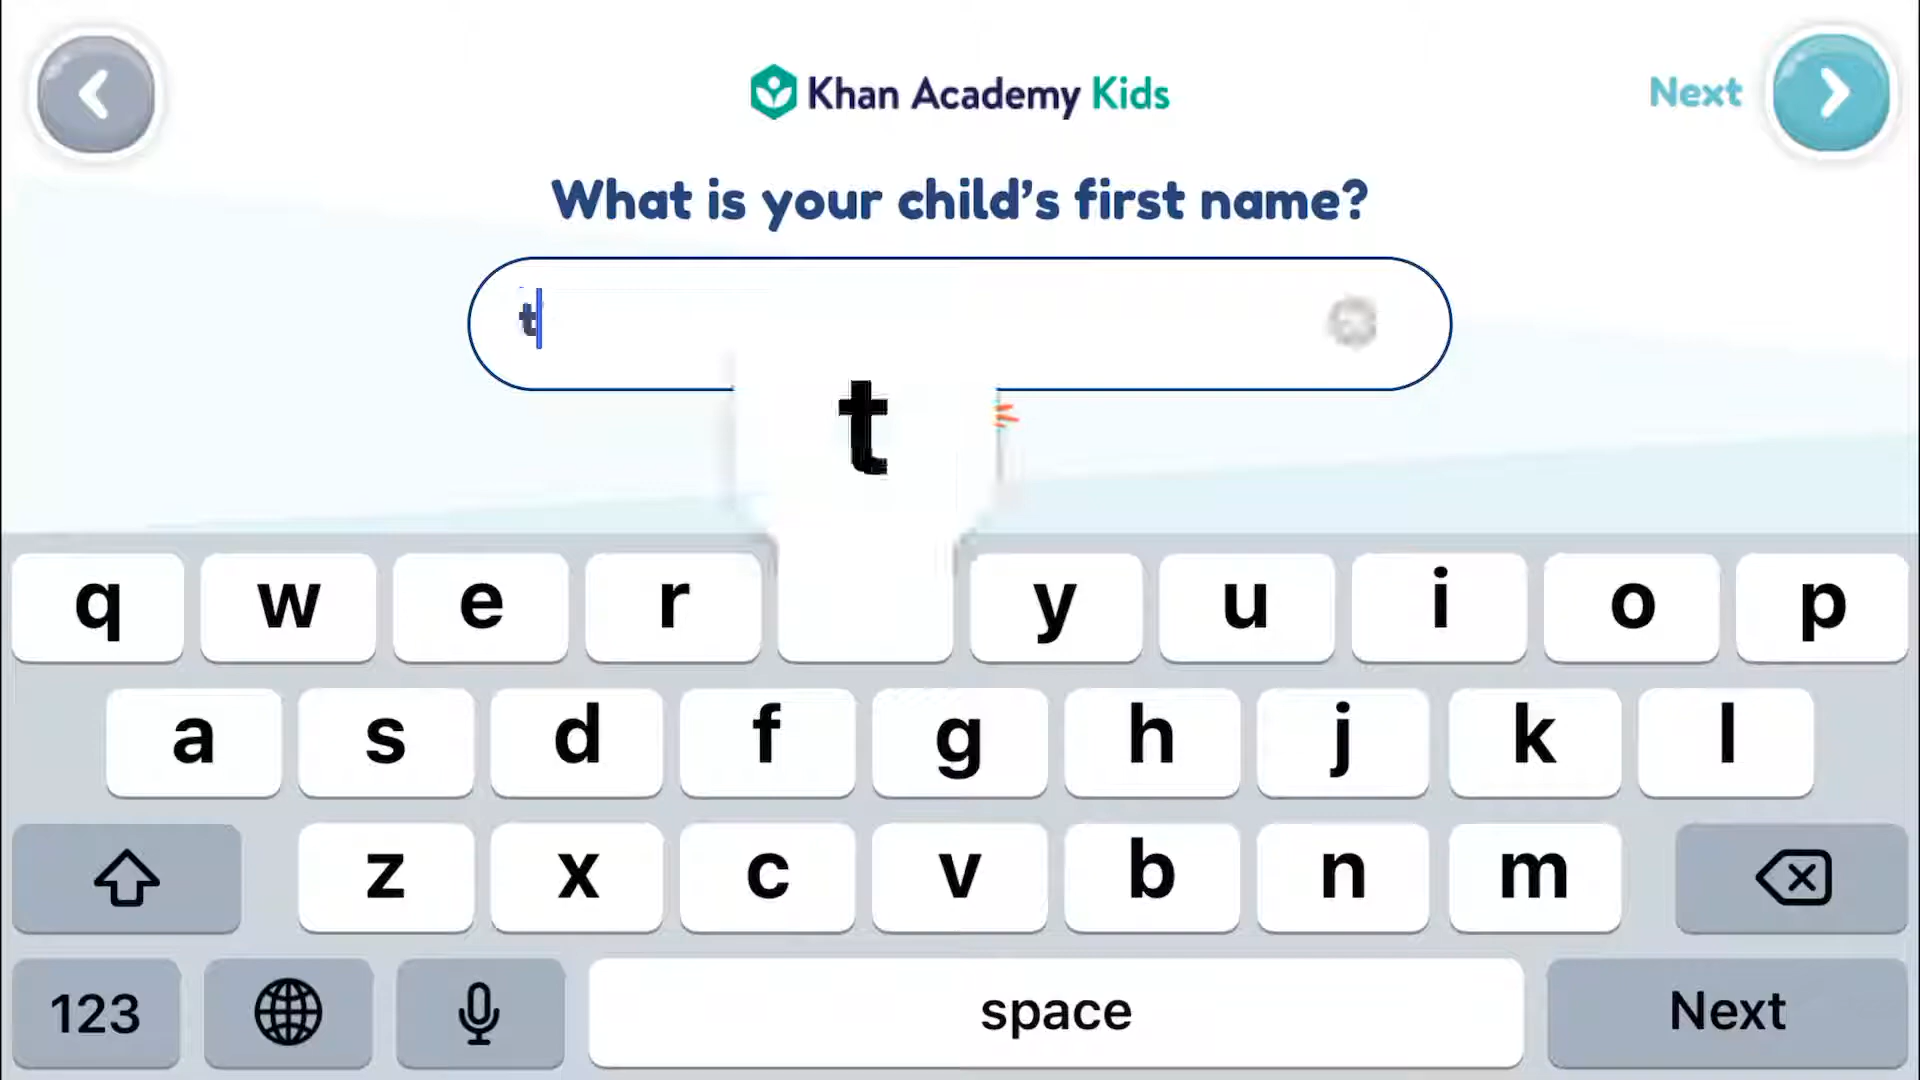 Khan Academy Kids
Next
What is your child's first name?
t
t
q w e r y u i o p
a s d f g h j k l
z x c v b n m
123 space Next